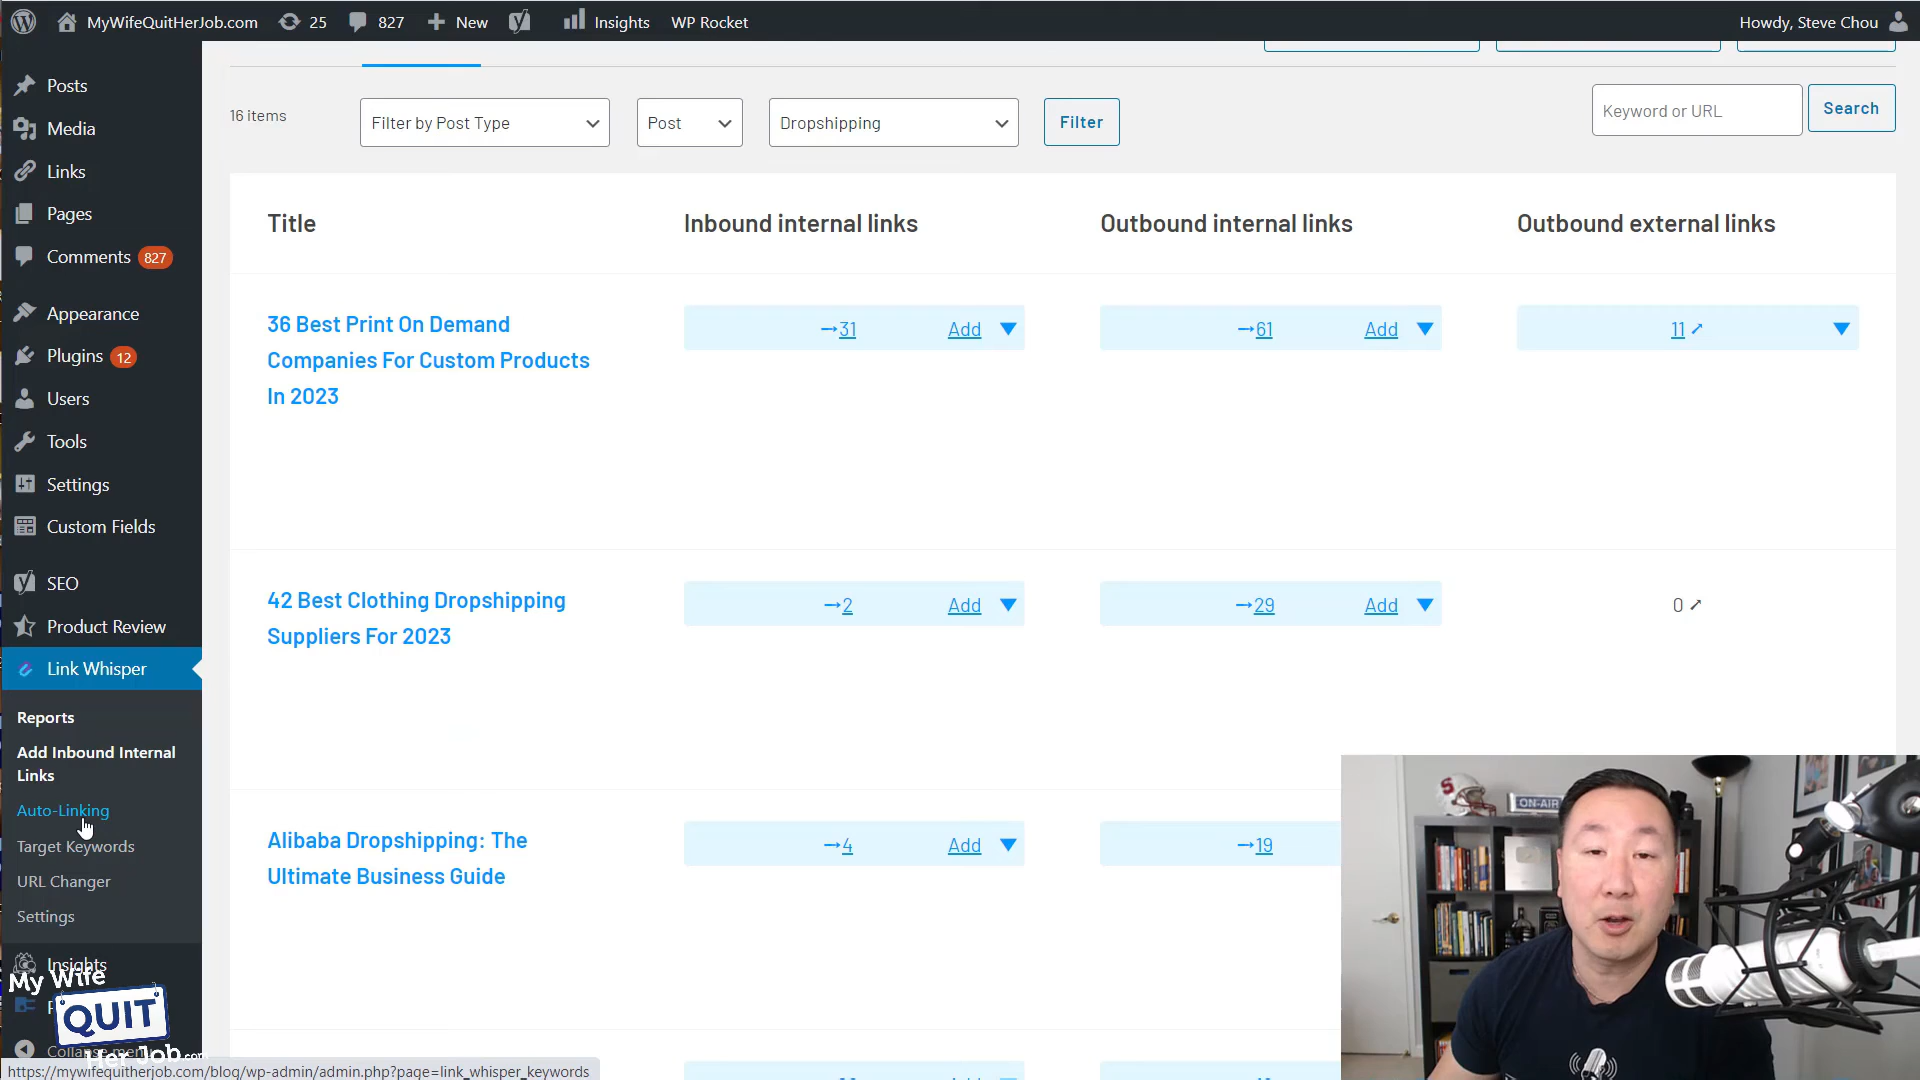 MyWifeQuitHerJob.com 25 827 New Insights WP Rocket Howdy, Steve Chou
Posts
Media
Links
Pages
Comments 827
Appearance
Plugins 12
Users
Tools
Settings
Custom Fields
SEO
Product Review
Link Whisper
Reports
Add Inbound Internal
Links
Auto-Linking
Target Keywords
URL Changer
Settings
Insights
Collapse menu
My Wife
QUIT
Her Job.com
https://mywifequitherjob.com/blog/wp-admin/admin.php?page=link_whisper_keywords
16 items Filter by Post Type Post Dropshipping Filter Keyword or URL Search
Title Inbound internal links Outbound internal links Outbound external links
36 Best Print On Demand
Companies For Custom Products
In 2023
31 Add 61 Add 11
42 Best Clothing Dropshipping
Suppliers For 2023
2 Add 29 Add 0
Alibaba Dropshipping: The
Ultimate Business Guide
4 Add 19
ON-AIR